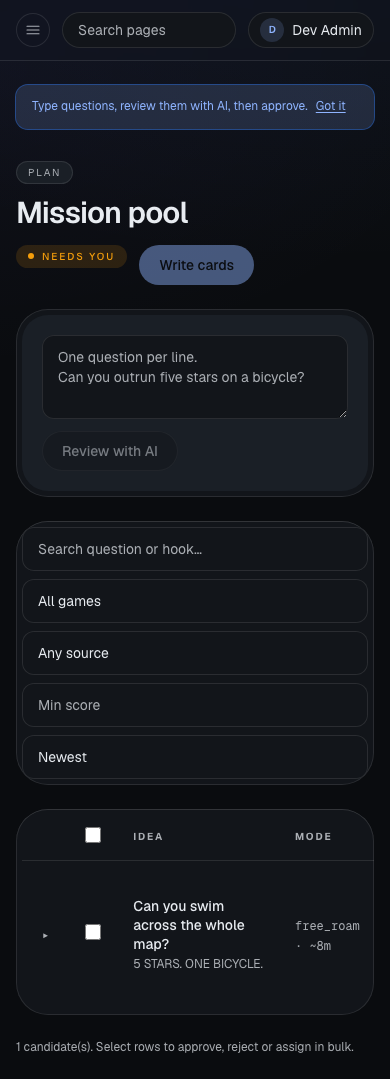 Search pages
D
Dev Admin
Type questions, review them with AI, then approve. Got it
PLAN
Mission pool
NEEDS YOU
Write cards
One question per line.
Can you outrun five stars on a bicycle?
Review with AI
Search question or hook…
All games
Any source
Min score
Newest
IDEA
MODE
Can you swim
across the whole
map?
5 STARS. ONE BICYCLE.
free_roam
· ~8m
1 candidate(s). Select rows to approve, reject or assign in bulk.